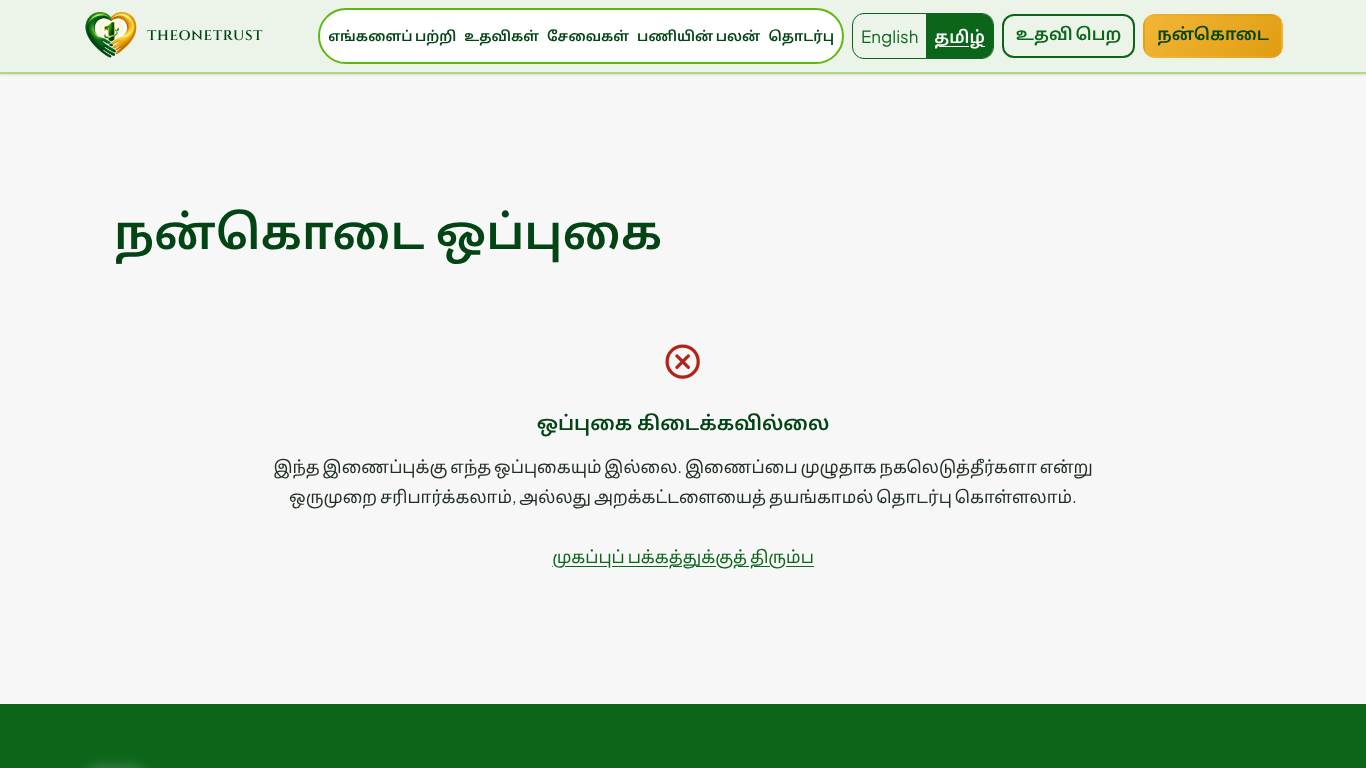 THEONETRUST
எங்களைப் பற்றி உதவிகள் சேவைகள் பணியின் பலன் தொடர்பு
English தமிழ்
உதவி பெற
நன்கொடை
நன்கொடை ஒப்புகை
ஒப்புகை கிடைக்கவில்லை
இந்த இணைப்புக்கு எந்த ஒப்புகையும் இல்லை. இணைப்பை முழுதாக நகலெடுத்தீர்களா என்று
ஒருமுறை சரிபார்க்கலாம், அல்லது அறக்கட்டளையைத் தயங்காமல் தொடர்பு கொள்ளலாம்.
முகப்புப் பக்கத்துக்குத் திரும்ப